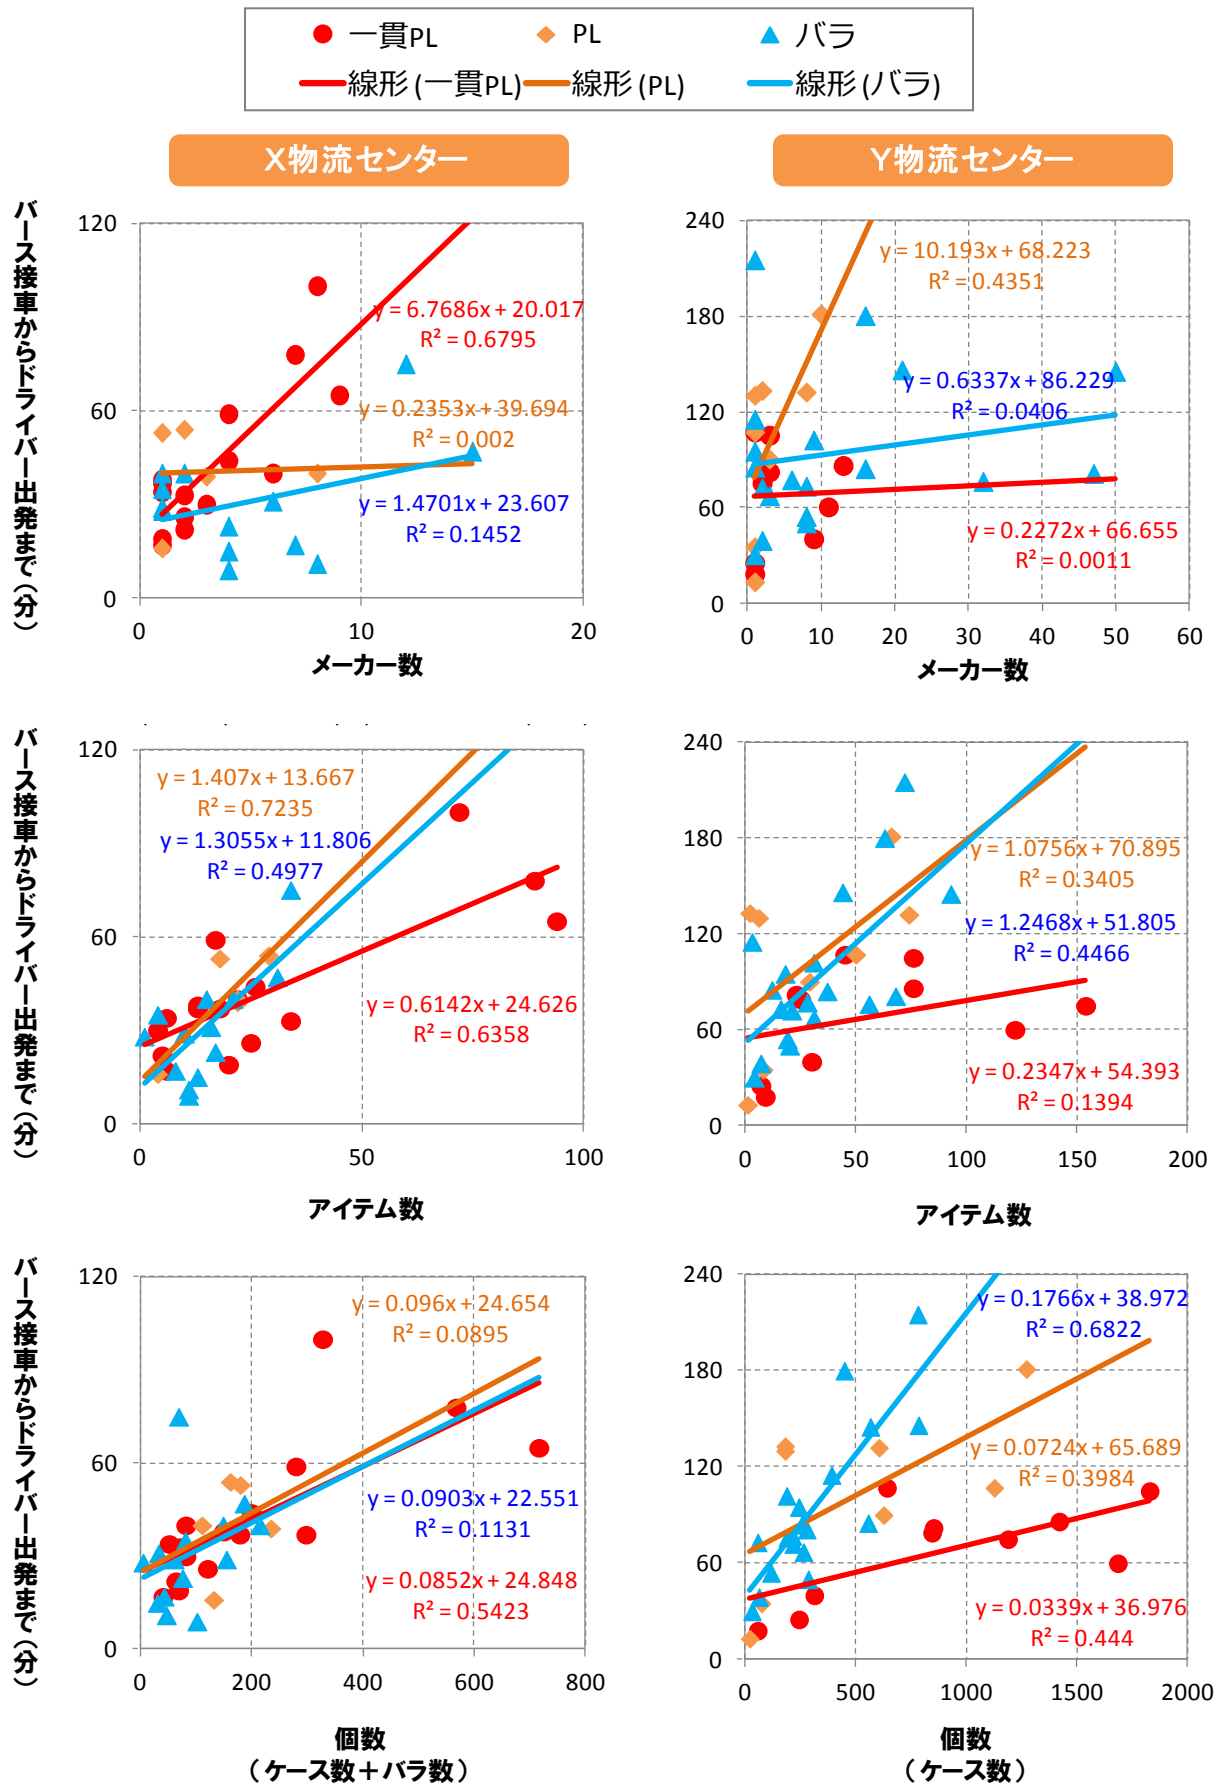 一貫PL PL バラ
線形 (一貫PL) 線形 (PL) 線形 (バラ)
X物流センター
Y物流センター
バース接車からドライバー出発まで（分）
120
60
0
0 10 20
メーカー数
y = 6.7686x + 20.017
R² = 0.6795
y = 0.2353x + 39.694
R² = 0.002
y = 1.4701x + 23.607
R² = 0.1452
240
180
120
60
0
0 10 20 30 40 50 60
メーカー数
y = 10.193x + 68.223
R² = 0.4351
y = 0.6337x + 86.229
R² = 0.0406
y = 0.2272x + 66.655
R² = 0.0011
バース接車からドライバー出発まで（分）
120
60
0
0 50 100
アイテム数
y = 1.407x + 13.667
R² = 0.7235
y = 1.3055x + 11.806
R² = 0.4977
y = 0.6142x + 24.626
R² = 0.6358
240
180
120
60
0
0 50 100 150 200
アイテム数
y = 1.0756x + 70.895
R² = 0.3405
y = 1.2468x + 51.805
R² = 0.4466
y = 0.2347x + 54.393
R² = 0.1394
バース接車からドライバー出発まで（分）
120
60
0
0 200 400 600 800
個数
（ケース数＋バラ数）
y = 0.096x + 24.654
R² = 0.0895
y = 0.0903x + 22.551
R² = 0.1131
y = 0.0852x + 24.848
R² = 0.5423
240
180
120
60
0
0 500 1000 1500 2000
個数
（ケース数）
y = 0.1766x + 38.972
R² = 0.6822
y = 0.0724x + 65.689
R² = 0.3984
y = 0.0339x + 36.976
R² = 0.444